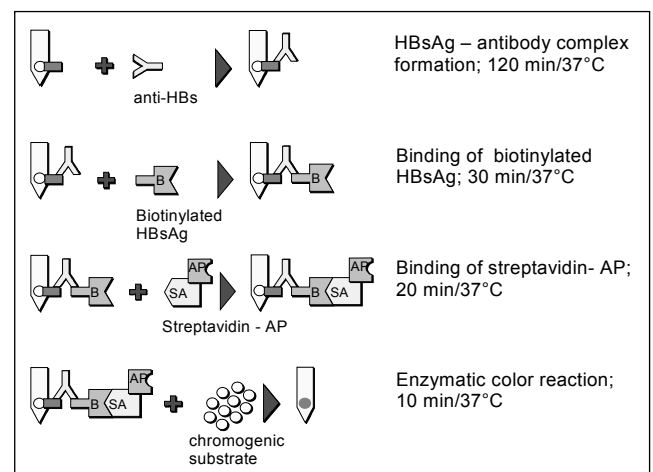 HBsAg – antibody complex
formation; 120 min/37°C
anti-HBs
Binding of biotinylated
HBsAg; 30 min/37°C
B
B
Biotinylated
HBsAg
Binding of streptavidin- AP;
20 min/37°C
AP
AP
B
SA
B
SA
Streptavidin - AP
Enzymatic color reaction;
10 min/37°C
AP
B
SA
chromogenic
substrate